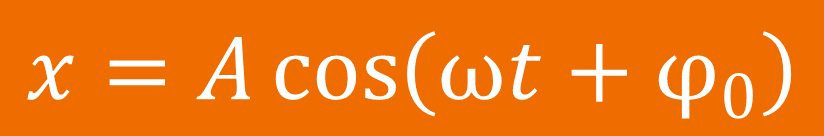 x = A cos(ωt + φ₀)